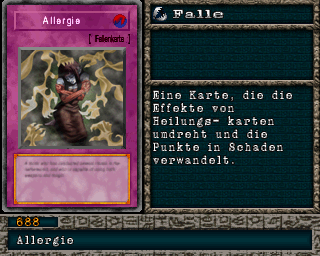 Allergie
[ Fallenkarte ]
Falle
Eine Karte, die die
Effekte von
Heilungs- karten
umdreht und die
Punkte in Schaden
verwandelt.
688
Allergie